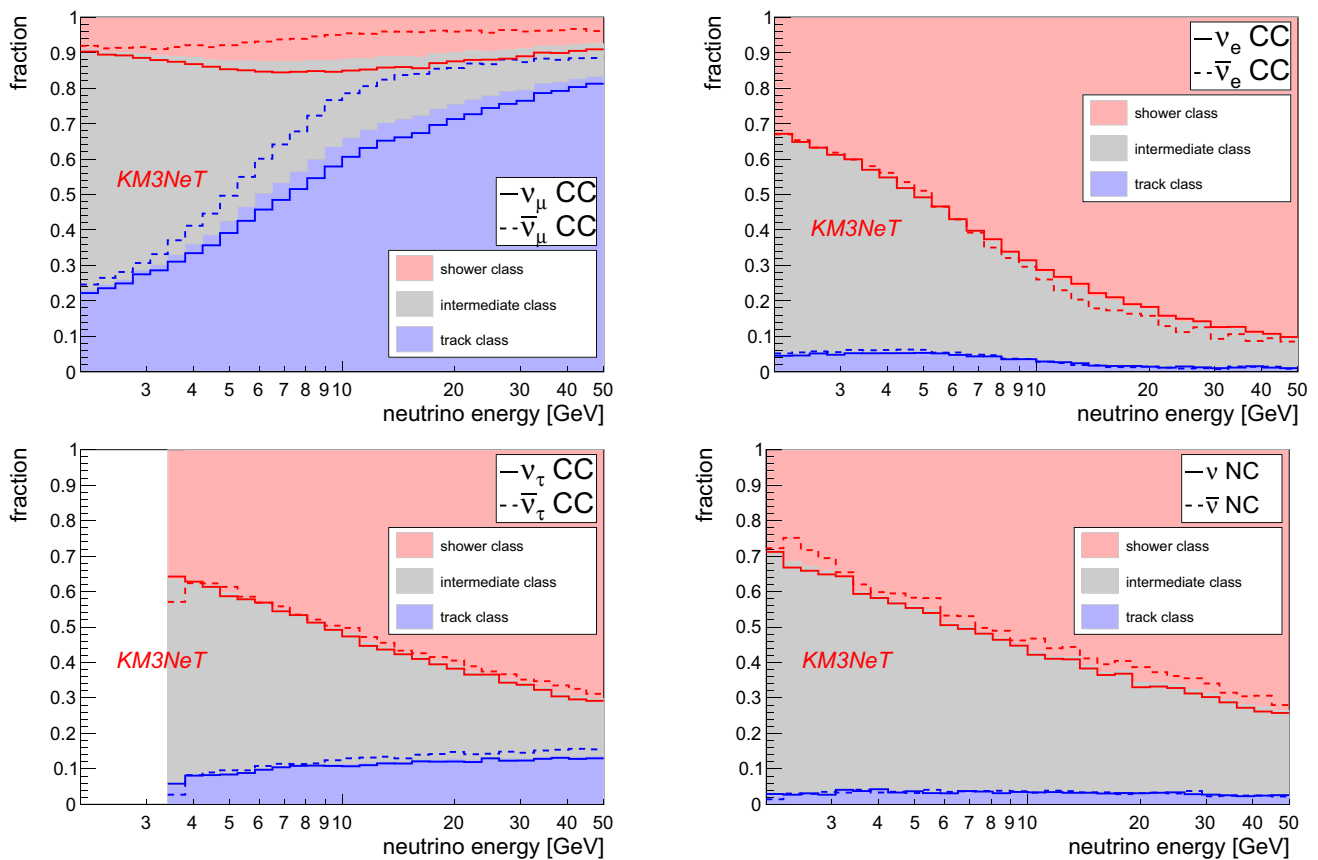 fraction
1
0.9
0.8
0.7
0.6
0.5
0.4
0.3
0.2
0.1
0
KM3NeT
ν_μ CC
ν̅_μ CC
shower class
intermediate class
track class
3 4 5 6 7 8 9 10 20 30 40 50
neutrino energy [GeV]
fraction
1
0.9
0.8
0.7
0.6
0.5
0.4
0.3
0.2
0.1
0
KM3NeT
ν_e CC
ν̅_e CC
shower class
intermediate class
track class
3 4 5 6 7 8 9 10 20 30 40 50
neutrino energy [GeV]
fraction
1
0.9
0.8
0.7
0.6
0.5
0.4
0.3
0.2
0.1
0
KM3NeT
ν_τ CC
ν̅_τ CC
shower class
intermediate class
track class
3 4 5 6 7 8 9 10 20 30 40 50
neutrino energy [GeV]
fraction
1
0.9
0.8
0.7
0.6
0.5
0.4
0.3
0.2
0.1
0
KM3NeT
ν NC
ν̅ NC
shower class
intermediate class
track class
3 4 5 6 7 8 9 10 20 30 40 50
neutrino energy [GeV]